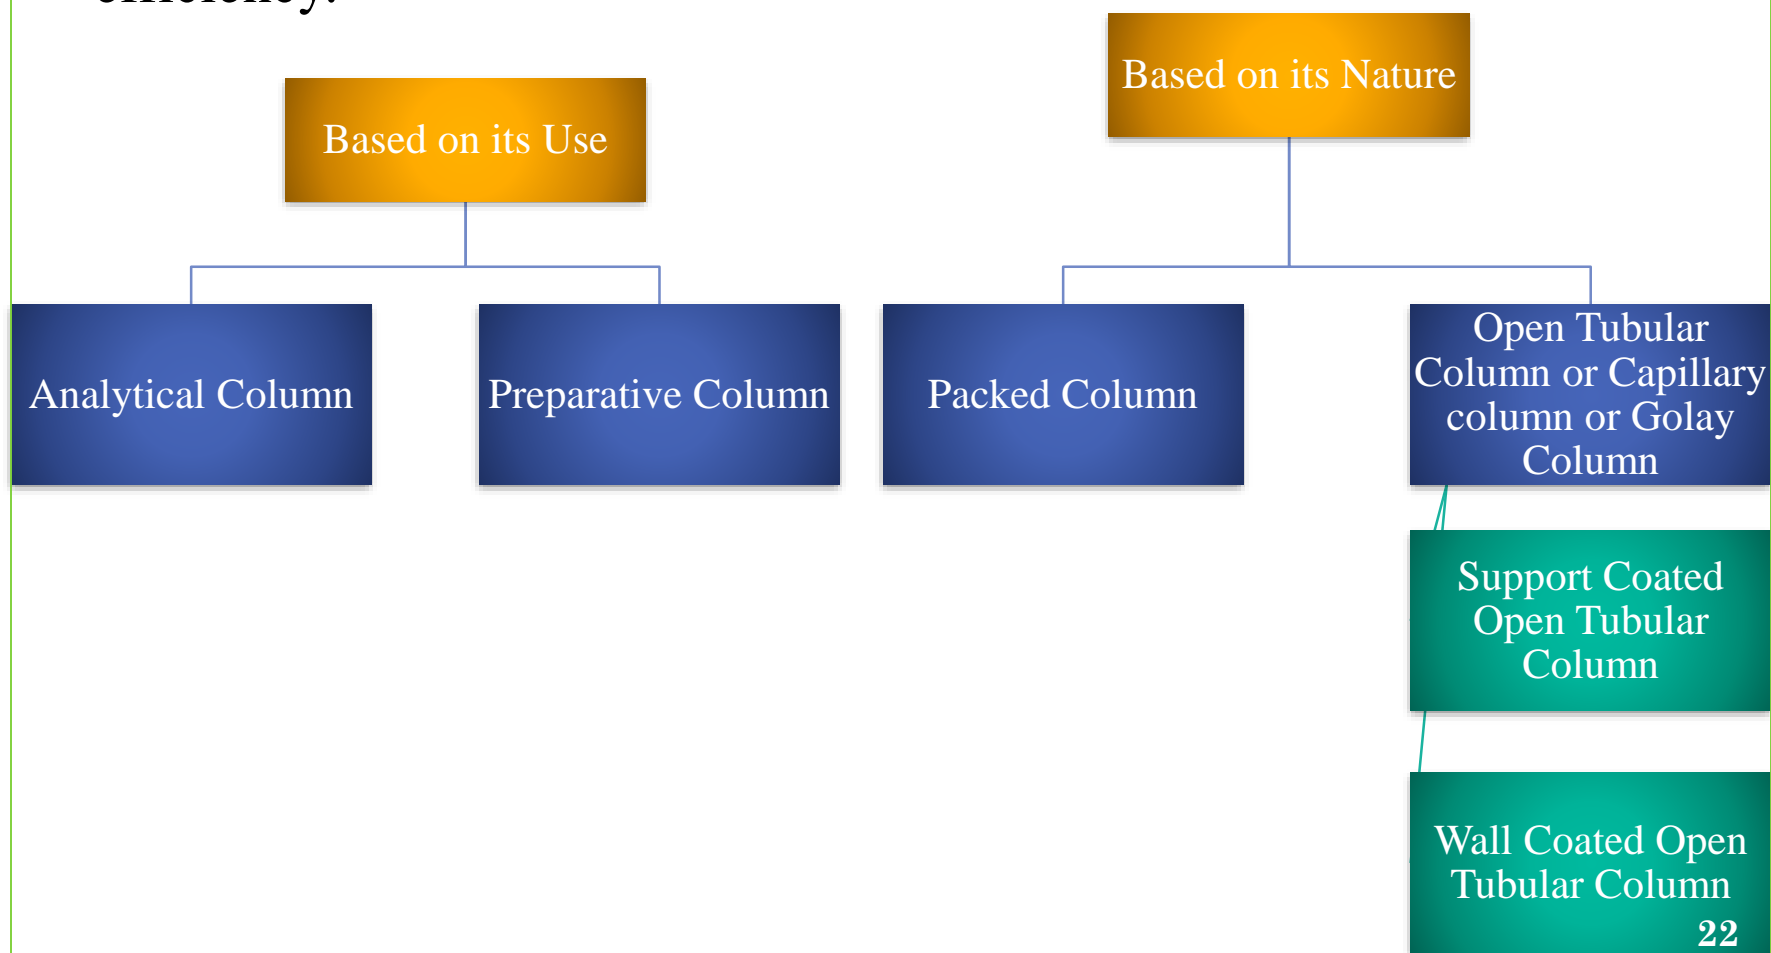 efficiency.
Based on its Use
Based on its Nature
Analytical Column
Preparative Column
Packed Column
Open Tubular
Column or Capillary
column or Golay
Column
Support Coated
Open Tubular
Column
Wall Coated Open
Tubular Column
22